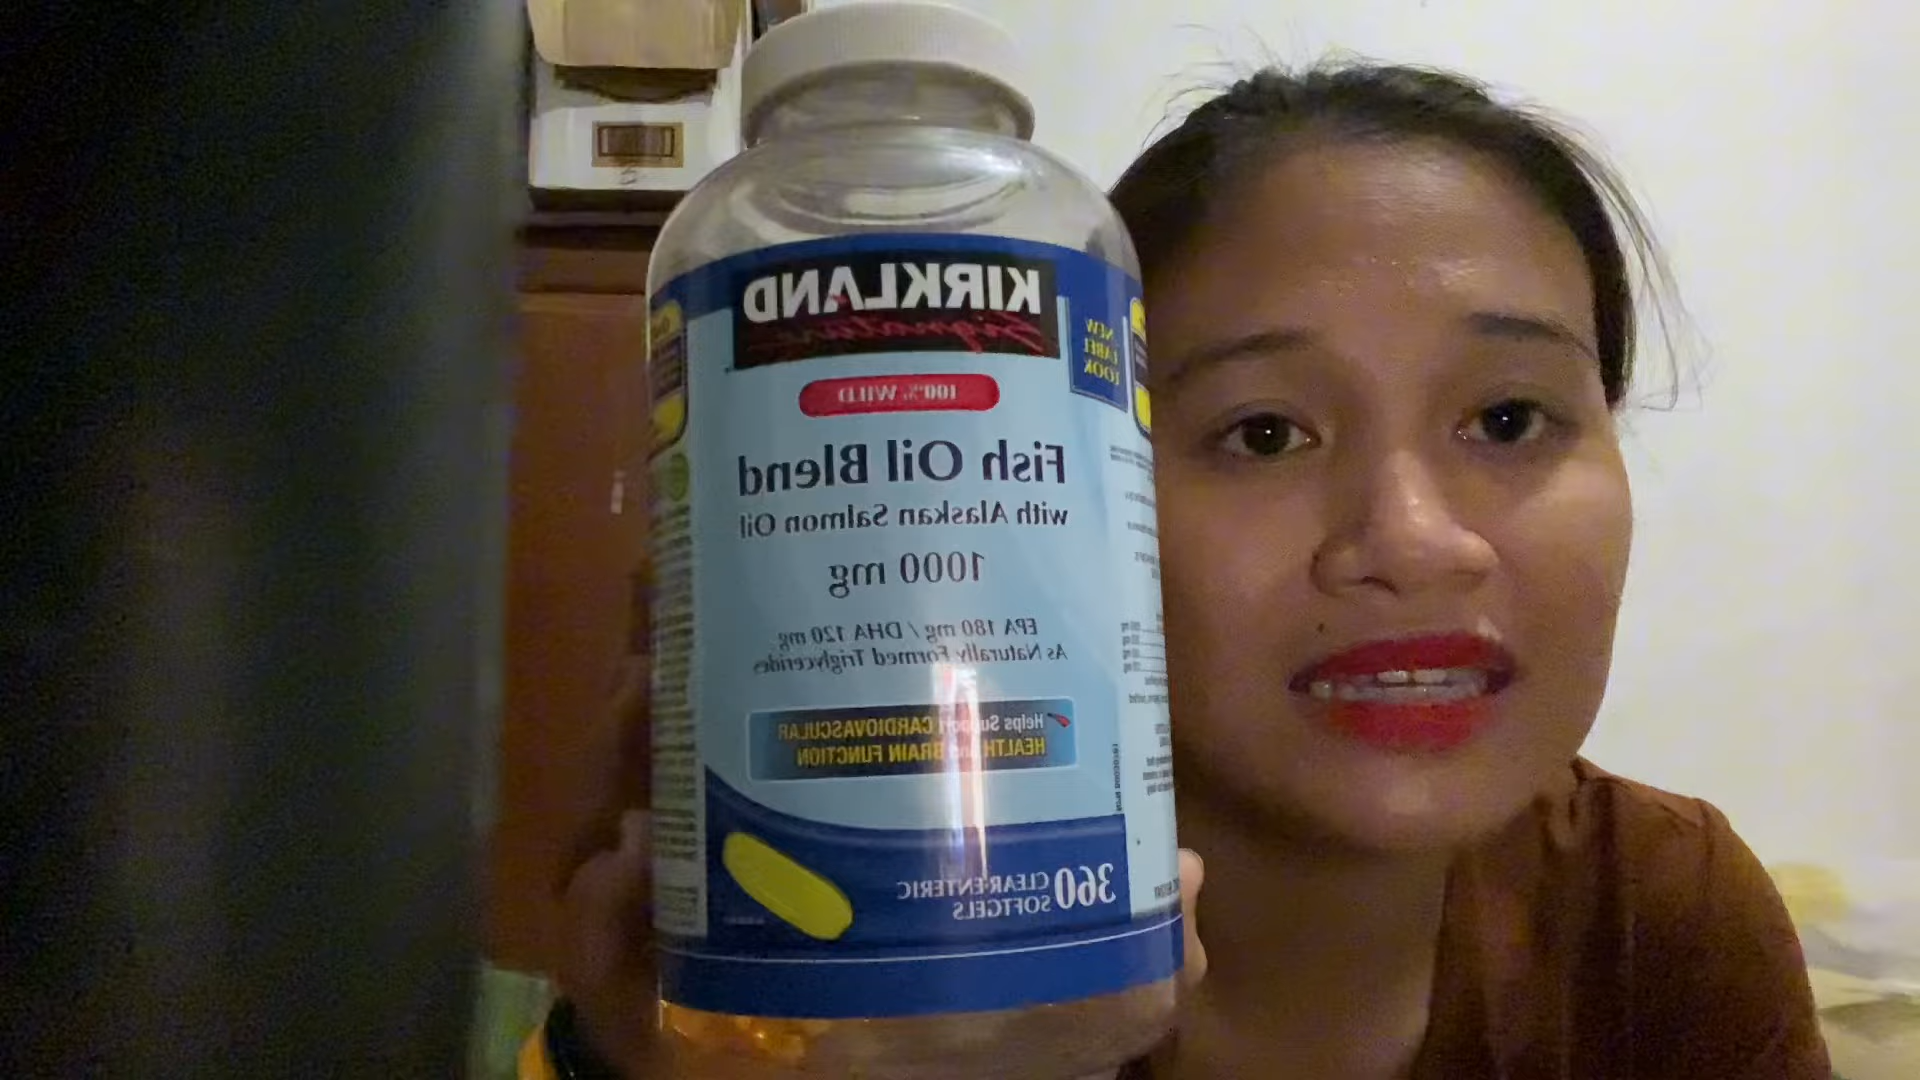 KIRKLAND
Signature
NEW
LABEL
LOOK
100% WILD
Fish Oil Blend
with Alaskan Salmon Oil
1000 mg
EPA 180 mg / DHA 120 mg
As Naturally Formed Triglycerides
Helps Support CARDIOVASCULAR
HEALTH and BRAIN FUNCTION
360 CLEAR ENTERIC
SOFTGELS